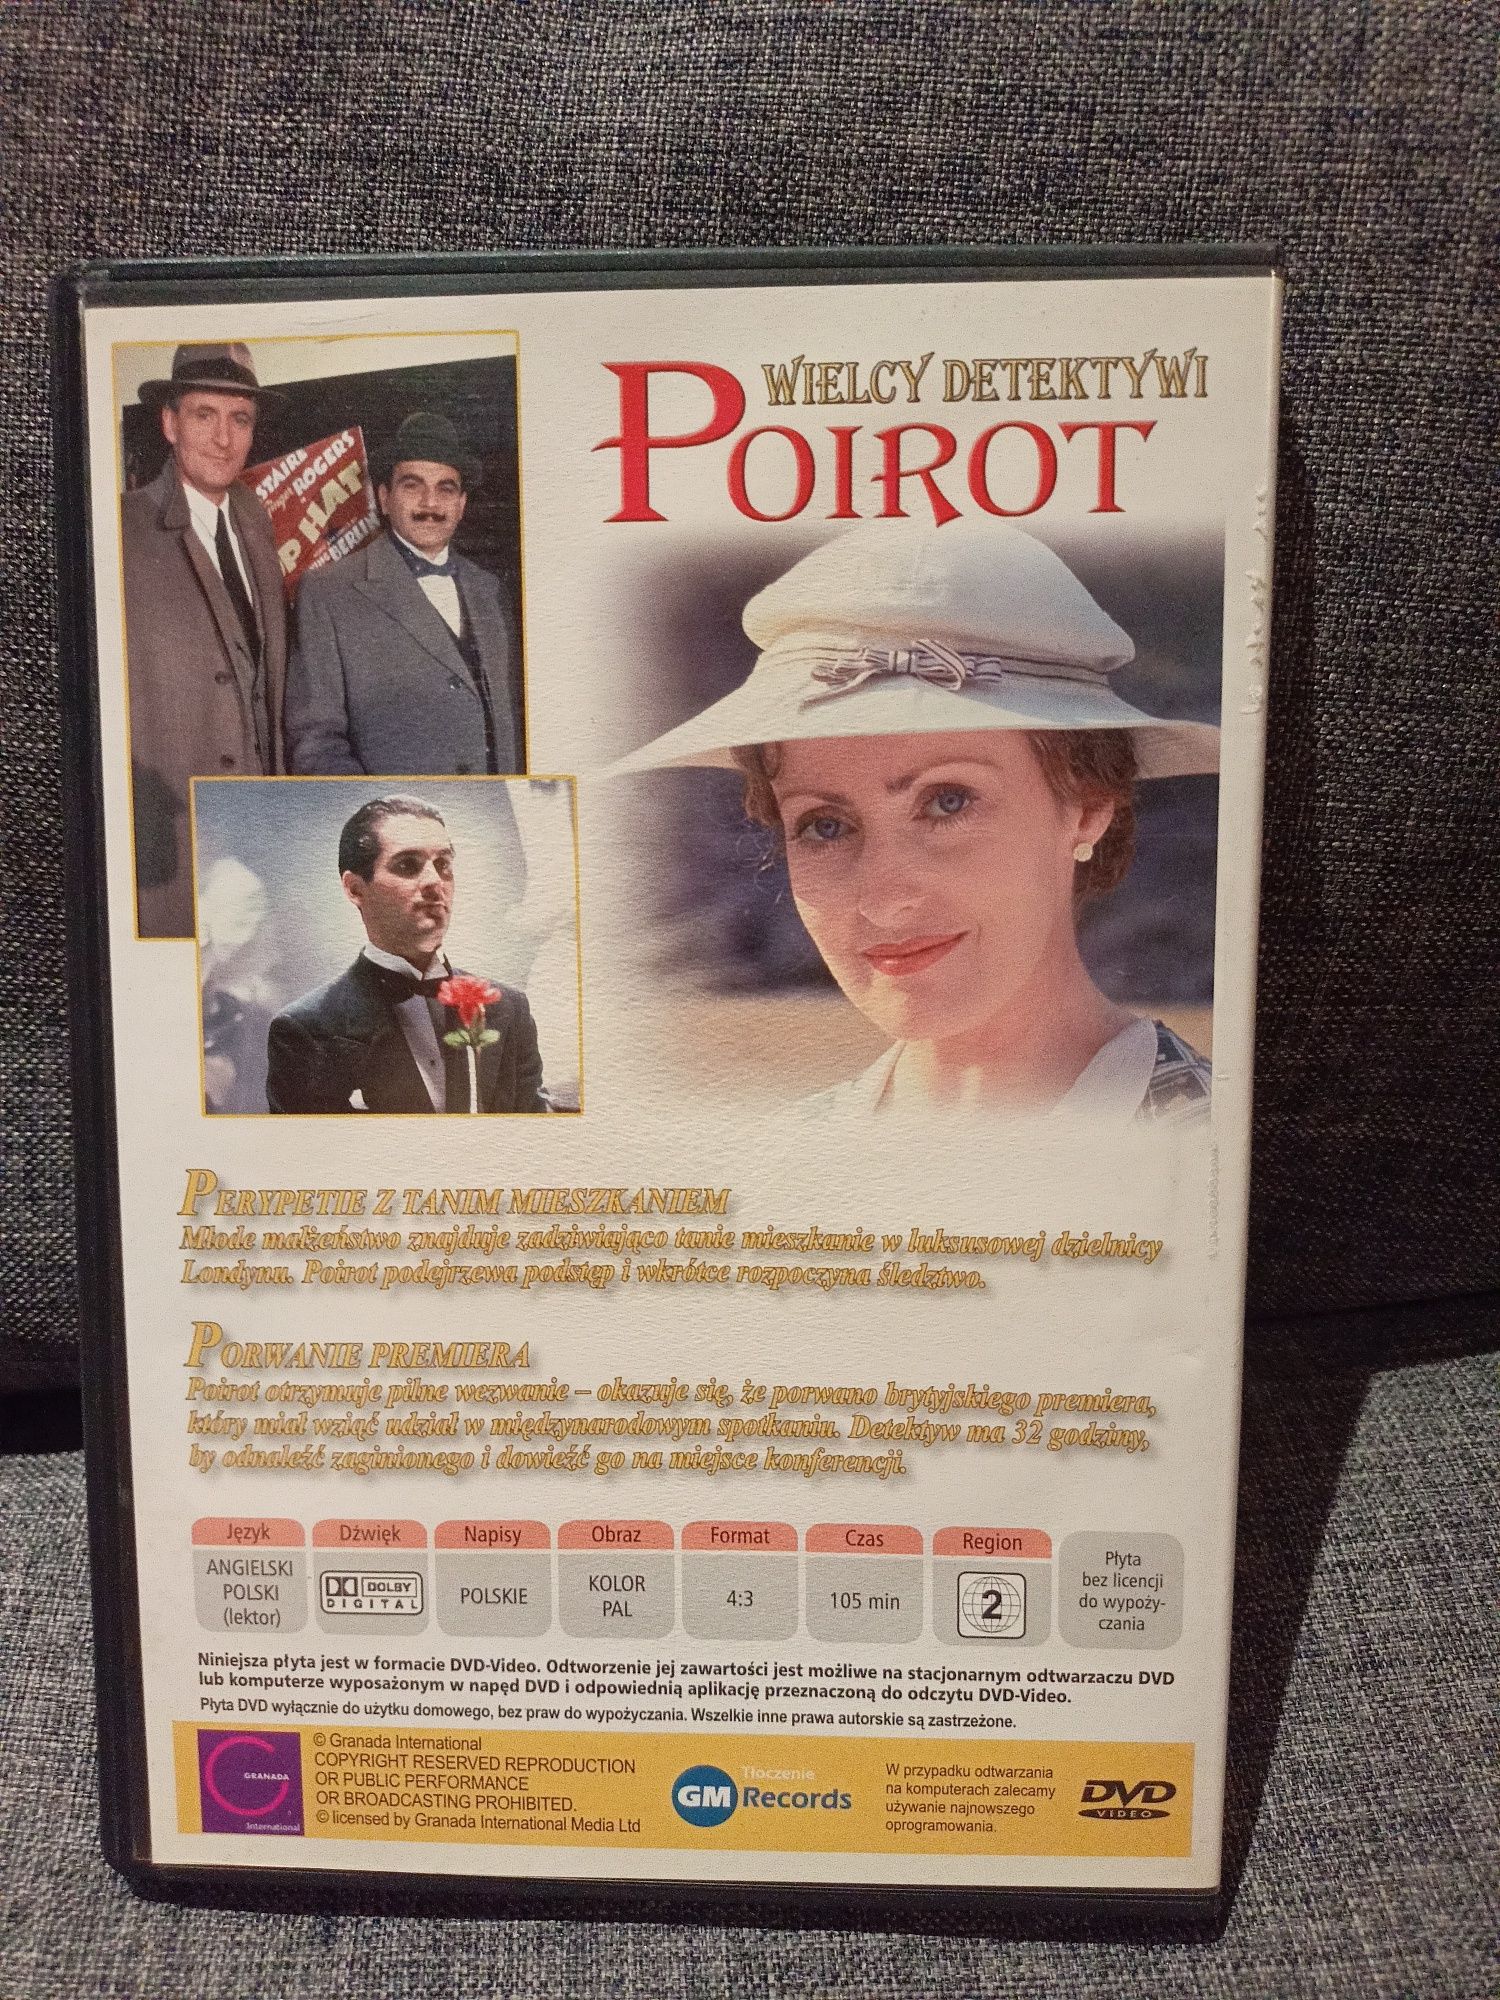 WIELCY DETEKTYWI
POIROT
STAIRE
ROGERS
P HAT
BERLIN
PERYPETIE Z TANIM MIESZKANIEM
Młode małżeństwo znajduje zadziwiająco tanie mieszkanie w luksusowej dzielnicy
Londynu. Poirot podejrzewa podstęp i wkrótce rozpoczyna śledztwo.
PORWANIE PREMIERA
Poirot otrzymuje pilne wezwanie – okazuje się, że porwano brytyjskiego premiera,
który miał wziąć udział w międzynarodowym spotkaniu. Detektyw ma 32 godziny,
by odnaleźć zaginionego i dowieźć go na miejsce konferencji.
Język
ANGIELSKI
POLSKI
(lektor)
Dźwięk
DOLBY
DIGITAL
Napisy
POLSKIE
Obraz
KOLOR
PAL
Format
4:3
Czas
105 min
Region
2
Płyta
bez licencji
do wypoży-
czania
Niniejsza płyta jest w formacie DVD-Video. Odtworzenie jej zawartości jest możliwe na stacjonarnym odtwarzaczu DVD
lub komputerze wyposażonym w napęd DVD i odpowiednią aplikację przeznaczoną do odczytu DVD-Video.
Płyta DVD wyłącznie do użytku domowego, bez praw do wypożyczania. Wszelkie inne prawa autorskie są zastrzeżone.
GRANADA
International
© Granada International
COPYRIGHT RESERVED REPRODUCTION
OR PUBLIC PERFORMANCE
OR BROADCASTING PROHIBITED.
© licensed by Granada International Media Ltd
Tłoczenie
GM Records
W przypadku odtwarzania
na komputerach zalecamy
używanie najnowszego
oprogramowania.
DVD
VIDEO